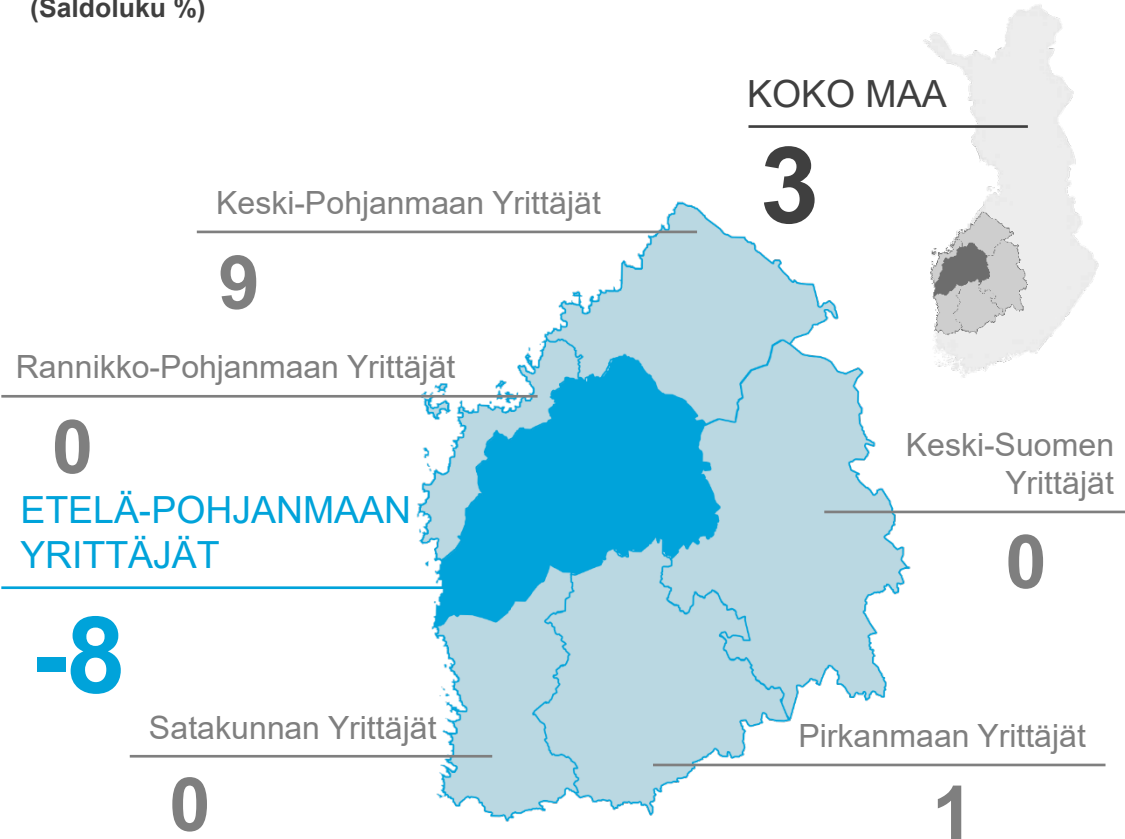 (Saldoluku %)
KOKO MAA
3
Keski-Pohjanmaan Yrittäjät
9
Rannikko-Pohjanmaan Yrittäjät
0
Keski-Suomen
Yrittäjät
0
ETELÄ-POHJANMAAN
YRITTÄJÄT
-8
Satakunnan Yrittäjät
0
Pirkanmaan Yrittäjät
1